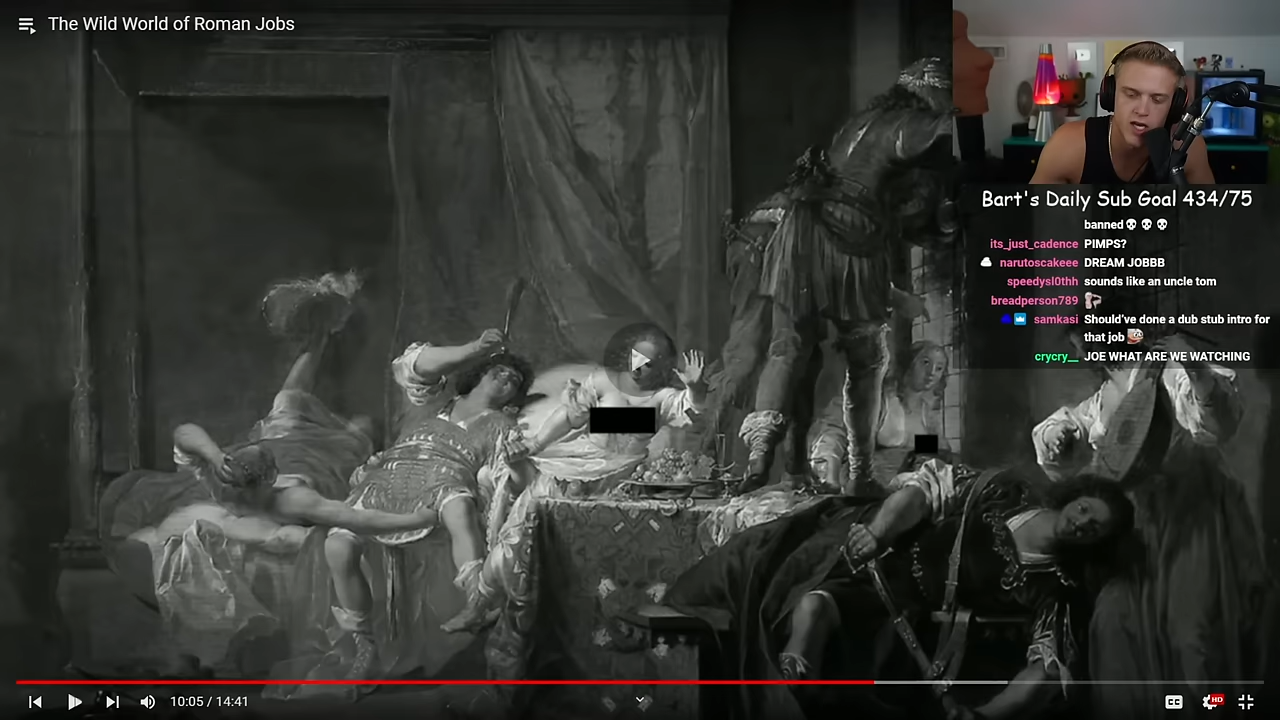 The Wild World of Roman Jobs
Bart's Daily Sub Goal 434/75
banned💀 💀 💀
its_just_cadence PIMPS?
narutoscakeee DREAM JOBBB
speedysl0thh sounds like an uncle tom
breadperson789
samkasi Should've done a dub stub intro for
that job
crycry__ JOE WHAT ARE WE WATCHING
10:05 / 14:41
CC
HD